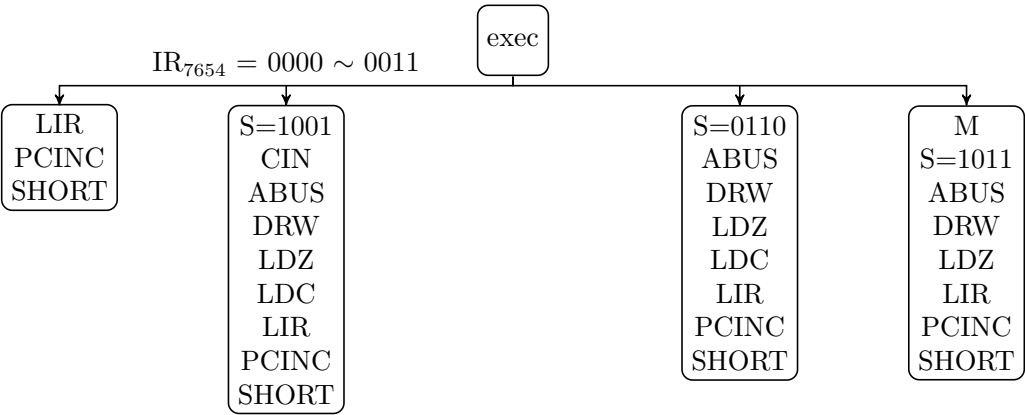 exec
IR7654 = 0000 ∼ 0011
LIR
PCINC
SHORT
S=1001
CIN
ABUS
DRW
LDZ
LDC
LIR
PCINC
SHORT
S=0110
ABUS
DRW
LDZ
LDC
LIR
PCINC
SHORT
M
S=1011
ABUS
DRW
LDZ
LIR
PCINC
SHORT